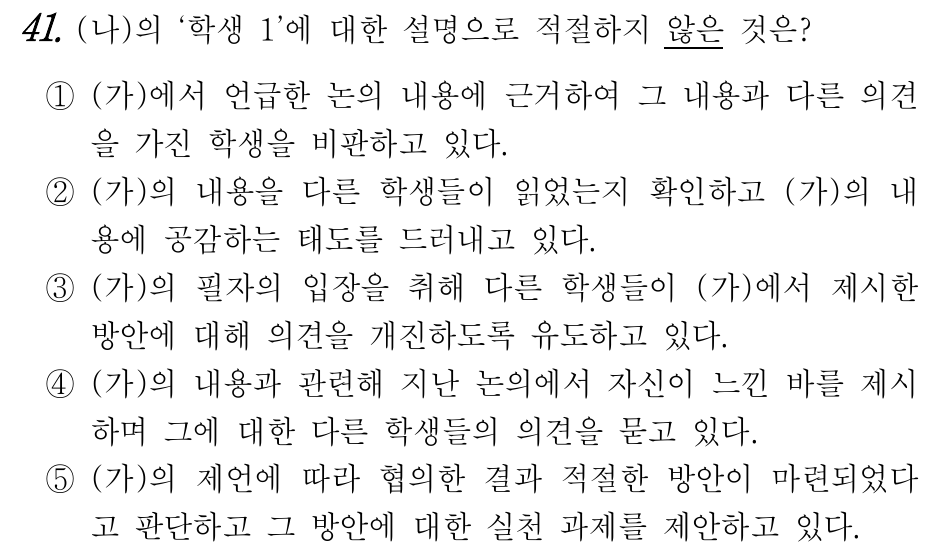 41. (나)의 ‘학생 1’에 대한 설명으로 적절하지 않은 것은?
① (가)에서 언급한 논의 내용에 근거하여 그 내용과 다른 의견
을 가진 학생을 비판하고 있다.
② (가)의 내용을 다른 학생들이 읽었는지 확인하고 (가)의 내
용에 공감하는 태도를 드러내고 있다.
③ (가)의 필자의 입장을 취해 다른 학생들이 (가)에서 제시한
방안에 대해 의견을 개진하도록 유도하고 있다.
④ (가)의 내용과 관련해 지난 논의에서 자신이 느낀 바를 제시
하며 그에 대한 다른 학생들의 의견을 묻고 있다.
⑤ (가)의 제언에 따라 협의한 결과 적절한 방안이 마련되었다
고 판단하고 그 방안에 대한 실천 과제를 제안하고 있다.